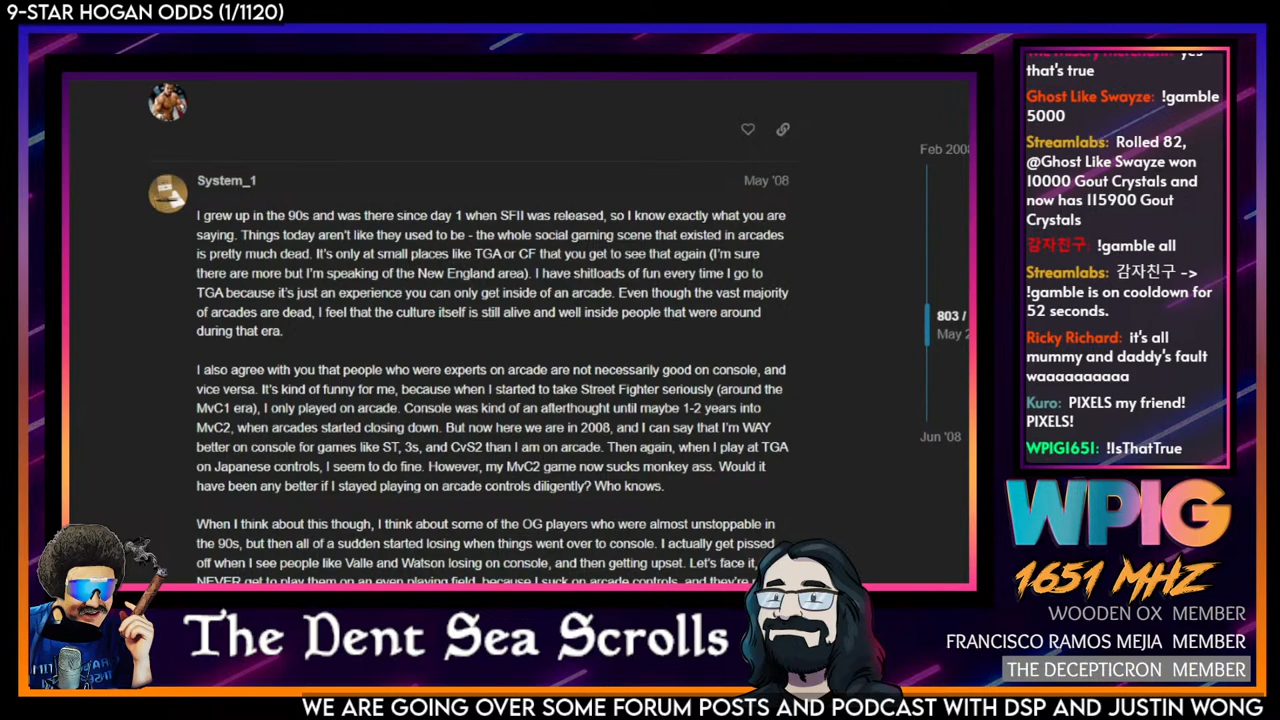 9-STAR HOGAN ODDS (1/1120)
Feb 2008
System_1
May '08
I grew up in the 90s and was there since day 1 when SFII was released, so I know exactly what you are
saying. Things today aren't like they used to be - the whole social gaming scene that existed in arcades
is pretty much dead. It's only at small places like TGA or CF that you get to see that again (I'm sure
there are more but I'm speaking of the New England area). I have shitloads of fun every time I go to
TGA because it's just an experience you can only get inside of an arcade. Even though the vast majority
of arcades are dead, I feel that the culture itself is still alive and well inside people that were around
during that era.
I also agree with you that people who were experts on arcade are not necessarily good on console, and
vice versa. It's kind of funny for me, because when I started to take Street Fighter seriously (around the
MvC1 era), I only played on arcade. Console was kind of an afterthought until maybe 1-2 years into
MvC2, when arcades started closing down. But now here we are in 2008, and I can say that I'm WAY
better on console for games like ST, 3s, and CvS2 than I am on arcade. Then again, when I play at TGA
on Japanese controls, I seem to do fine. However, my MvC2 game now sucks monkey ass. Would it
have been any better if I stayed playing on arcade controls diligently? Who knows.
When I think about this though, I think about some of the OG players who were almost unstoppable in
the 90s, but then all of a sudden started losing when things went over to console. I actually get pissed
off when I see people like Valle and Watson losing on console, and then getting upset. Let's face it,
NEVER get to play them on an even playing field, because I suck on arcade controls, and they're
803 /
May 2
Jun '08
yes
that's true
Ghost Like Swayze: !gamble
5000
Streamlabs: Rolled 82,
@Ghost Like Swayze won
10000 Gout Crystals and
now has 115900 Gout
Crystals
감자친구: !gamble all
Streamlabs: 감자친구 ->
!gamble is on cooldown for
52 seconds.
Ricky Richard: it's all
mummy and daddy's fault
waaaaaaaaaa
Kuro: PIXELS my friend!
PIXELS!
WPIG1651: !IsThatTrue
WPIG
1651 MHZ
WOODEN OX MEMBER
FRANCISCO RAMOS MEJIA MEMBER
THE DECEPTICRON MEMBER
The Dent Sea Scrolls
WE ARE GOING OVER SOME FORUM POSTS AND PODCAST WITH DSP AND JUSTIN WONG